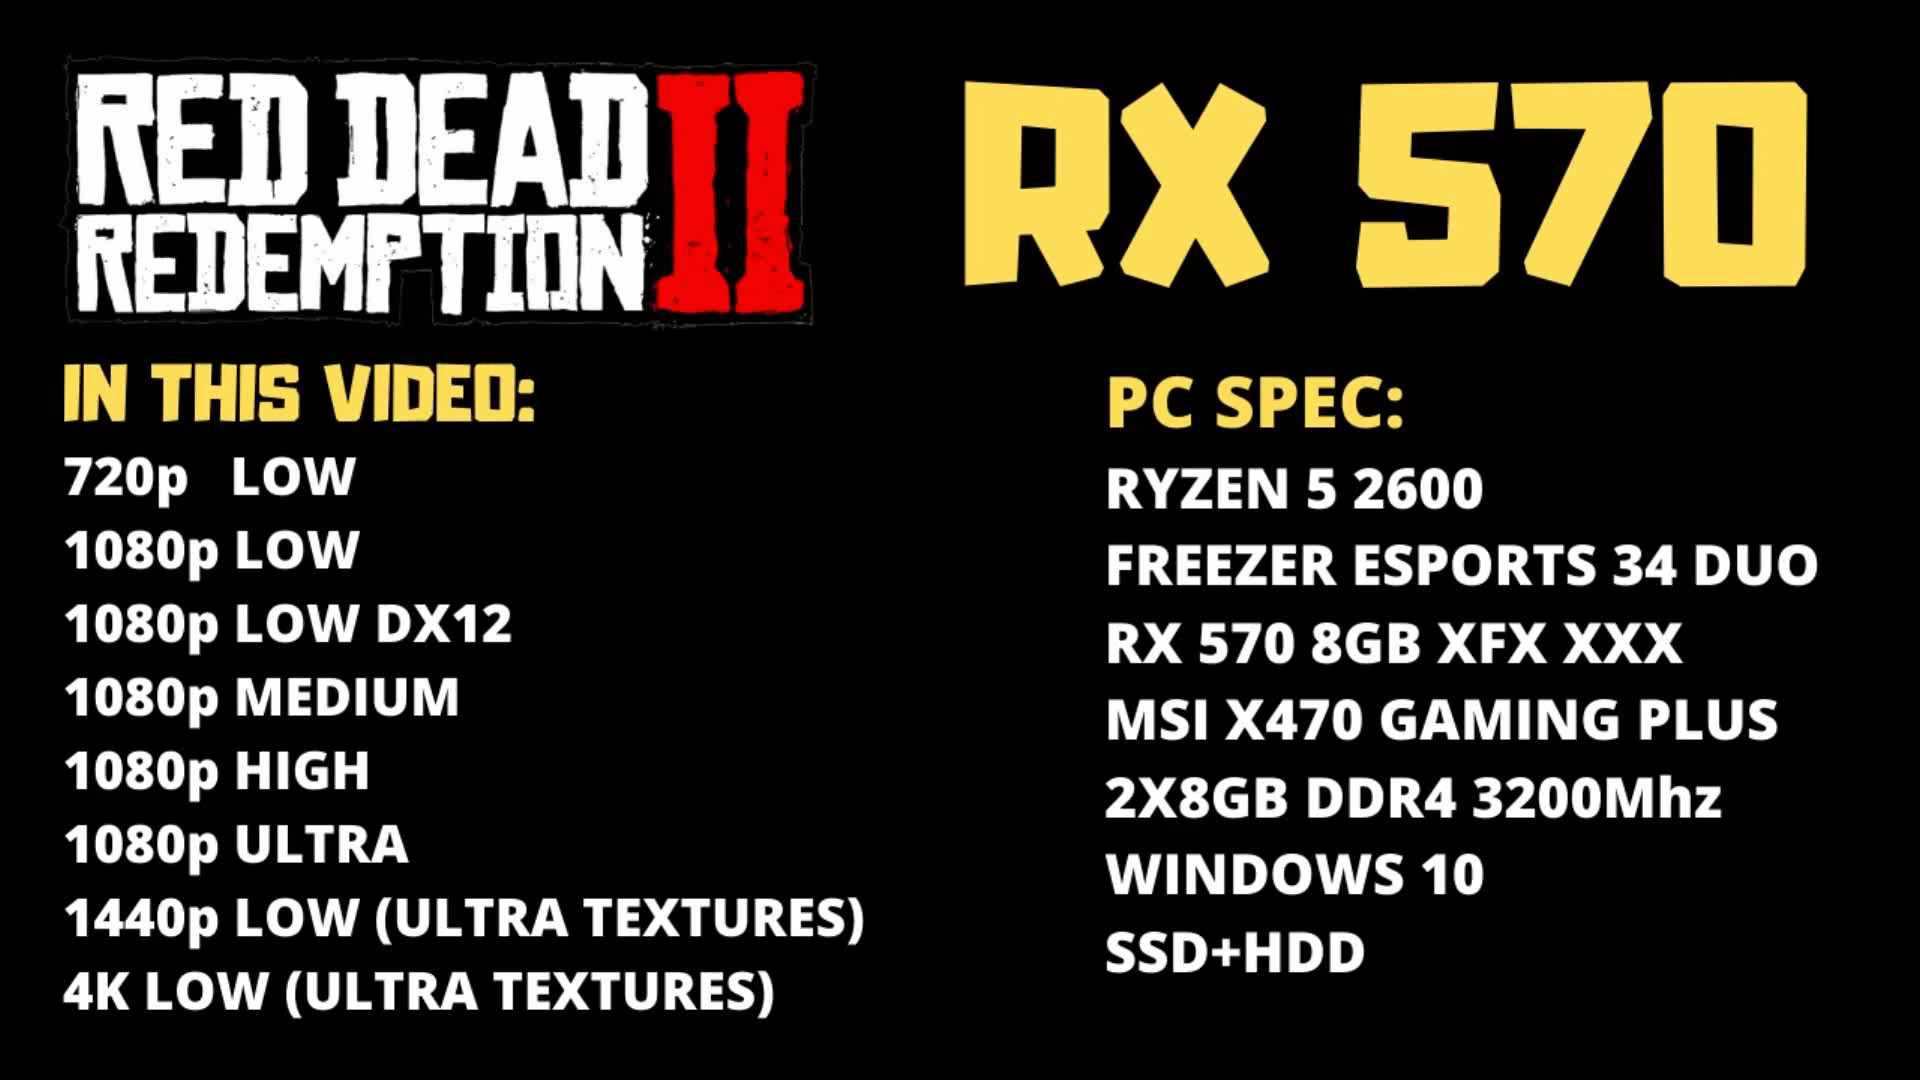 RED DEAD
REDEMPTION II
RX 570
IN THIS VIDEO:
720p LOW
1080p LOW
1080p LOW DX12
1080p MEDIUM
1080p HIGH
1080p ULTRA
1440p LOW (ULTRA TEXTURES)
4K LOW (ULTRA TEXTURES)
PC SPEC:
RYZEN 5 2600
FREEZER ESPORTS 34 DUO
RX 570 8GB XFX XXX
MSI X470 GAMING PLUS
2X8GB DDR4 3200Mhz
WINDOWS 10
SSD+HDD